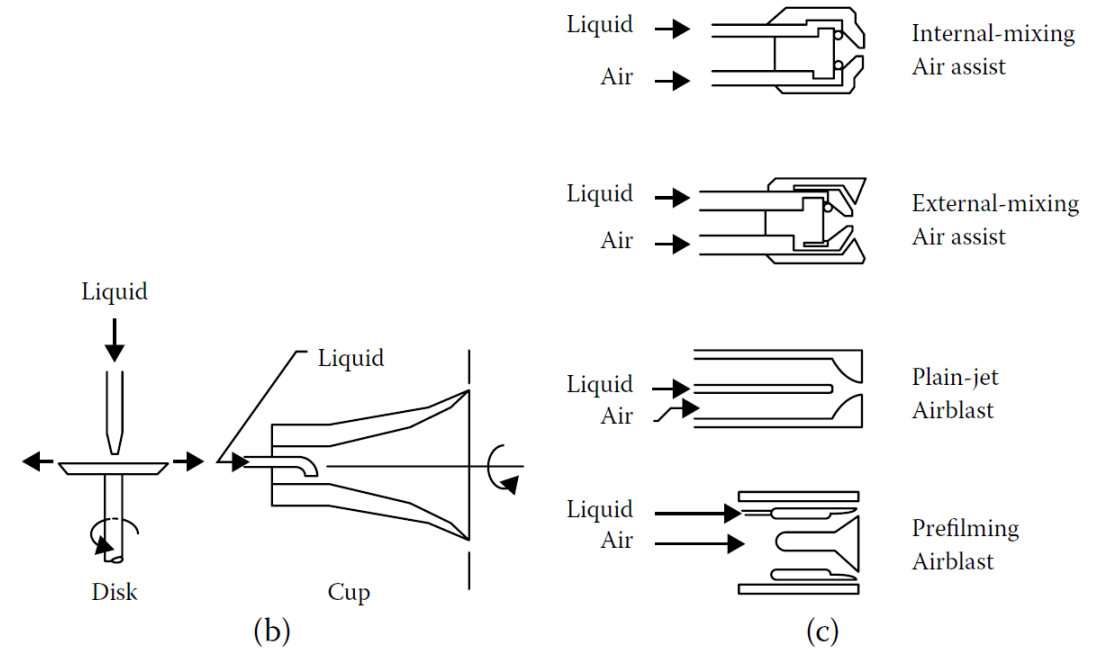 Liquid
Disk
Liquid
Cup
(b)
Liquid
Air
Internal-mixing
Air assist
Liquid
Air
External-mixing
Air assist
Liquid
Air
Plain-jet
Airblast
Liquid
Air
Prefilming
Airblast
(c)